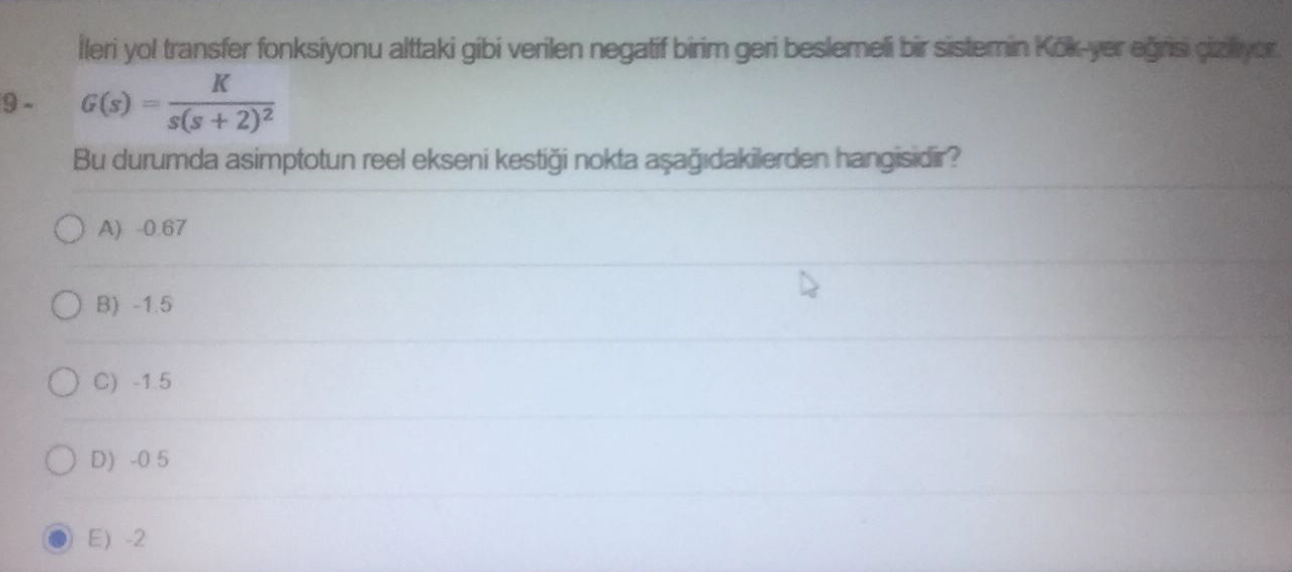 İleri yol transfer fonksiyonu alttaki gibi verilen negatif birim geri beslemeli bir sistemin Kök-yer eğrisi çiziliyor.
9- G(s) = K / s(s + 2)²
Bu durumda asimptotun reel ekseni kestiği nokta aşağıdakilerden hangisidir?
A) -0.67
B) -1.5
C) -1.5
D) -0.5
E) -2